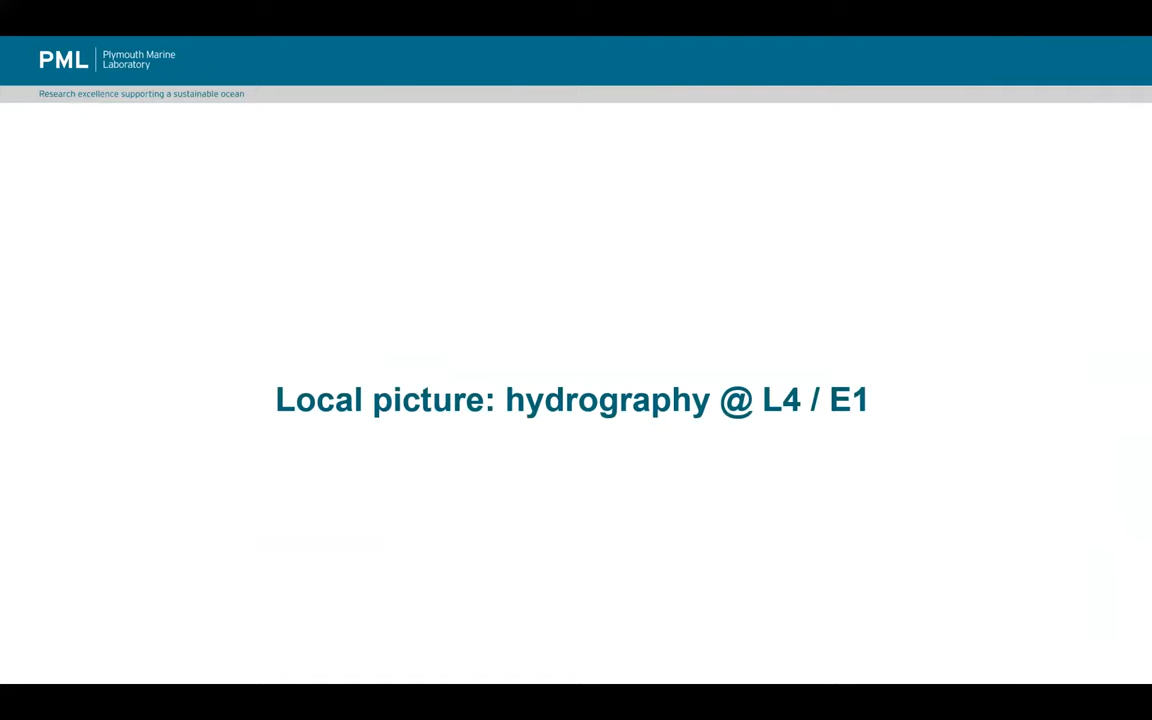 PML
Plymouth Marine
Laboratory
Research excellence supporting a sustainable ocean
Local picture: hydrography @ L4 / E1